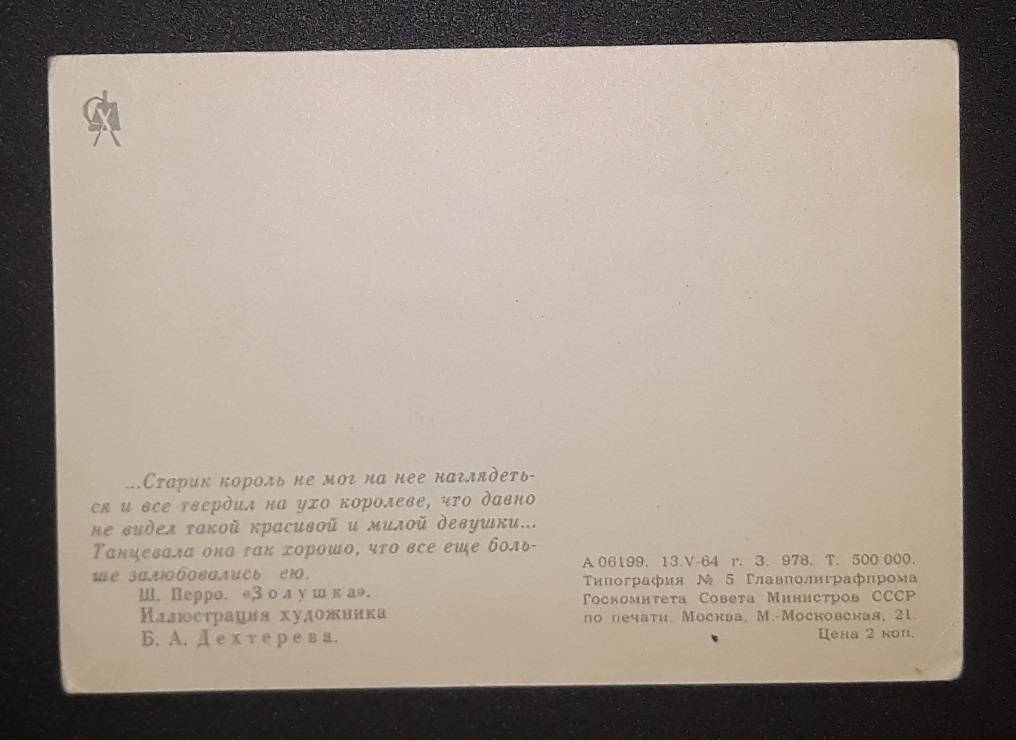 СХ
...Старик король не мог на нее наглядеть-
ся и все твердил на ухо королеве, что давно
не видел такой красивой и милой девушки...
Танцевала она так хорошо, что все еще боль-
ше залюбовались ею.
Ш. Перро. «Золушка».
Иллюстрация художника
Б. А. Дехтерева.
А 06199. 13.V-64 г. З. 978. Т. 500 000.
Типография № 5 Главполиграфпрома
Госкомитета Совета Министров СССР
по печати. Москва, М.-Московская, 21.
Цена 2 коп.